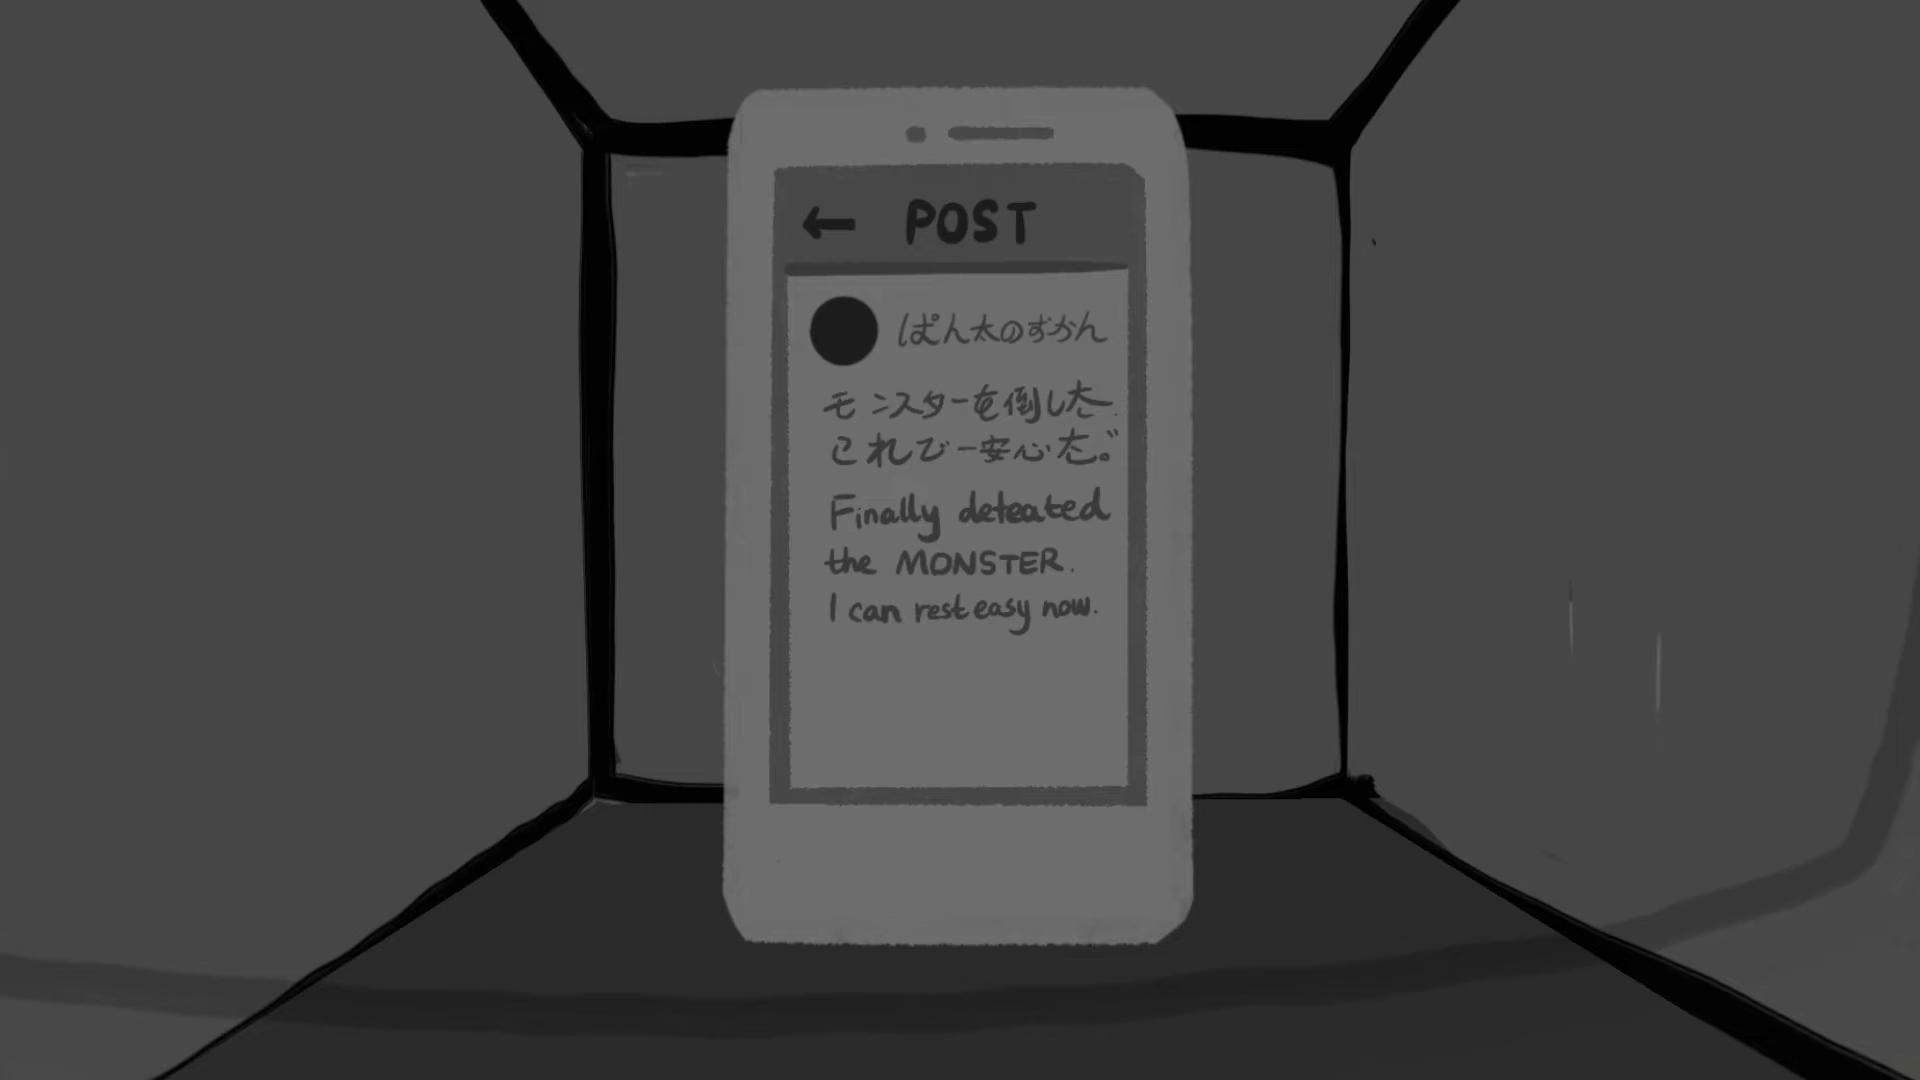 ← POST
ぱん太のずかん
モンスターを倒した
これで一安心だ。
Finally defeated
the MONSTER.
I can rest easy now.